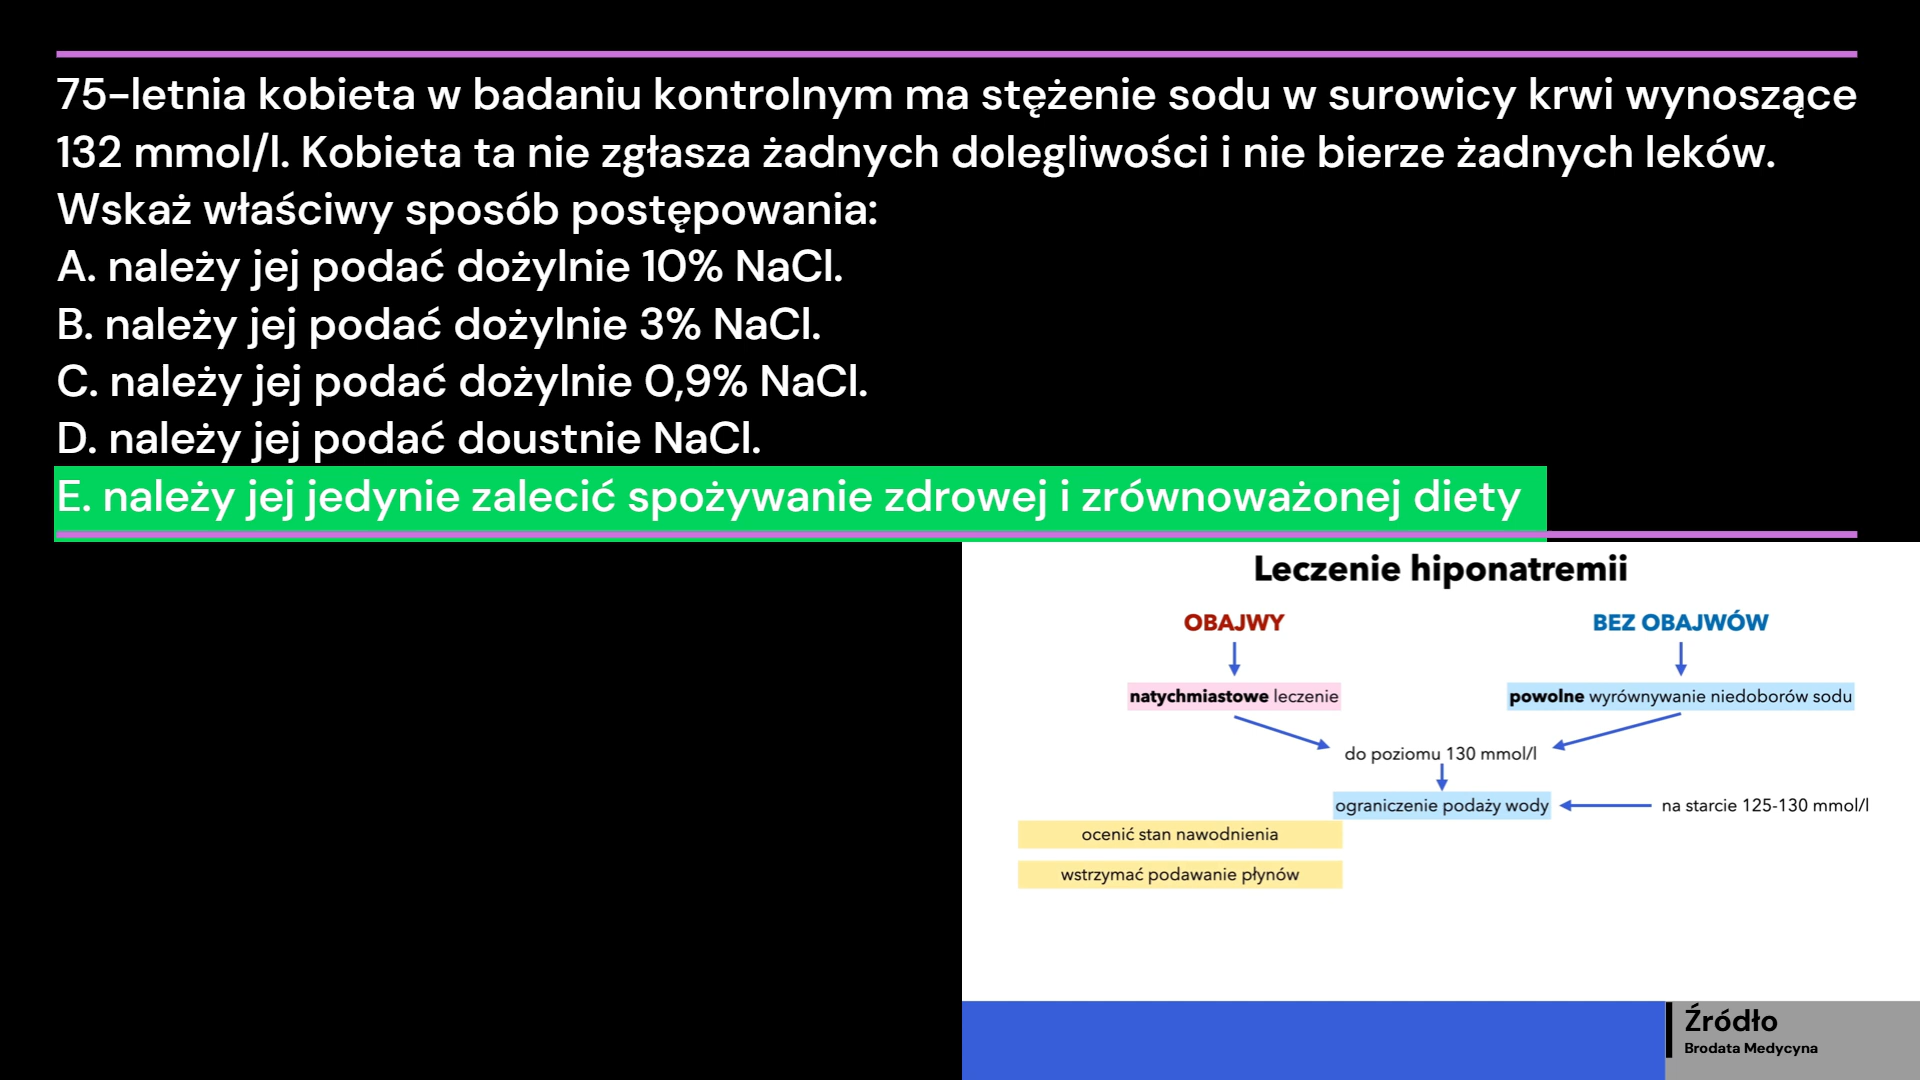 75-letnia kobieta w badaniu kontrolnym ma stężenie sodu w surowicy krwi wynoszące
132 mmol/l. Kobieta ta nie zgłasza żadnych dolegliwości i nie bierze żadnych leków.
Wskaż właściwy sposób postępowania:
A. należy jej podać dożylnie 10% NaCl.
B. należy jej podać dożylnie 3% NaCl.
C. należy jej podać dożylnie 0,9% NaCl.
D. należy jej podać doustnie NaCl.
E. należy jej jedynie zalecić spożywanie zdrowej i zrównoważonej diety
Leczenie hiponatremii
OBAJWY
BEZ OBAJWÓW
natychmiastowe leczenie
powolne wyrównywanie niedoborów sodu
do poziomu 130 mmol/l
ograniczenie podaży wody
na starcie 125-130 mmol/l
ocenić stan nawodnienia
wstrzymać podawanie płynów
Źródło
Brodata Medycyna